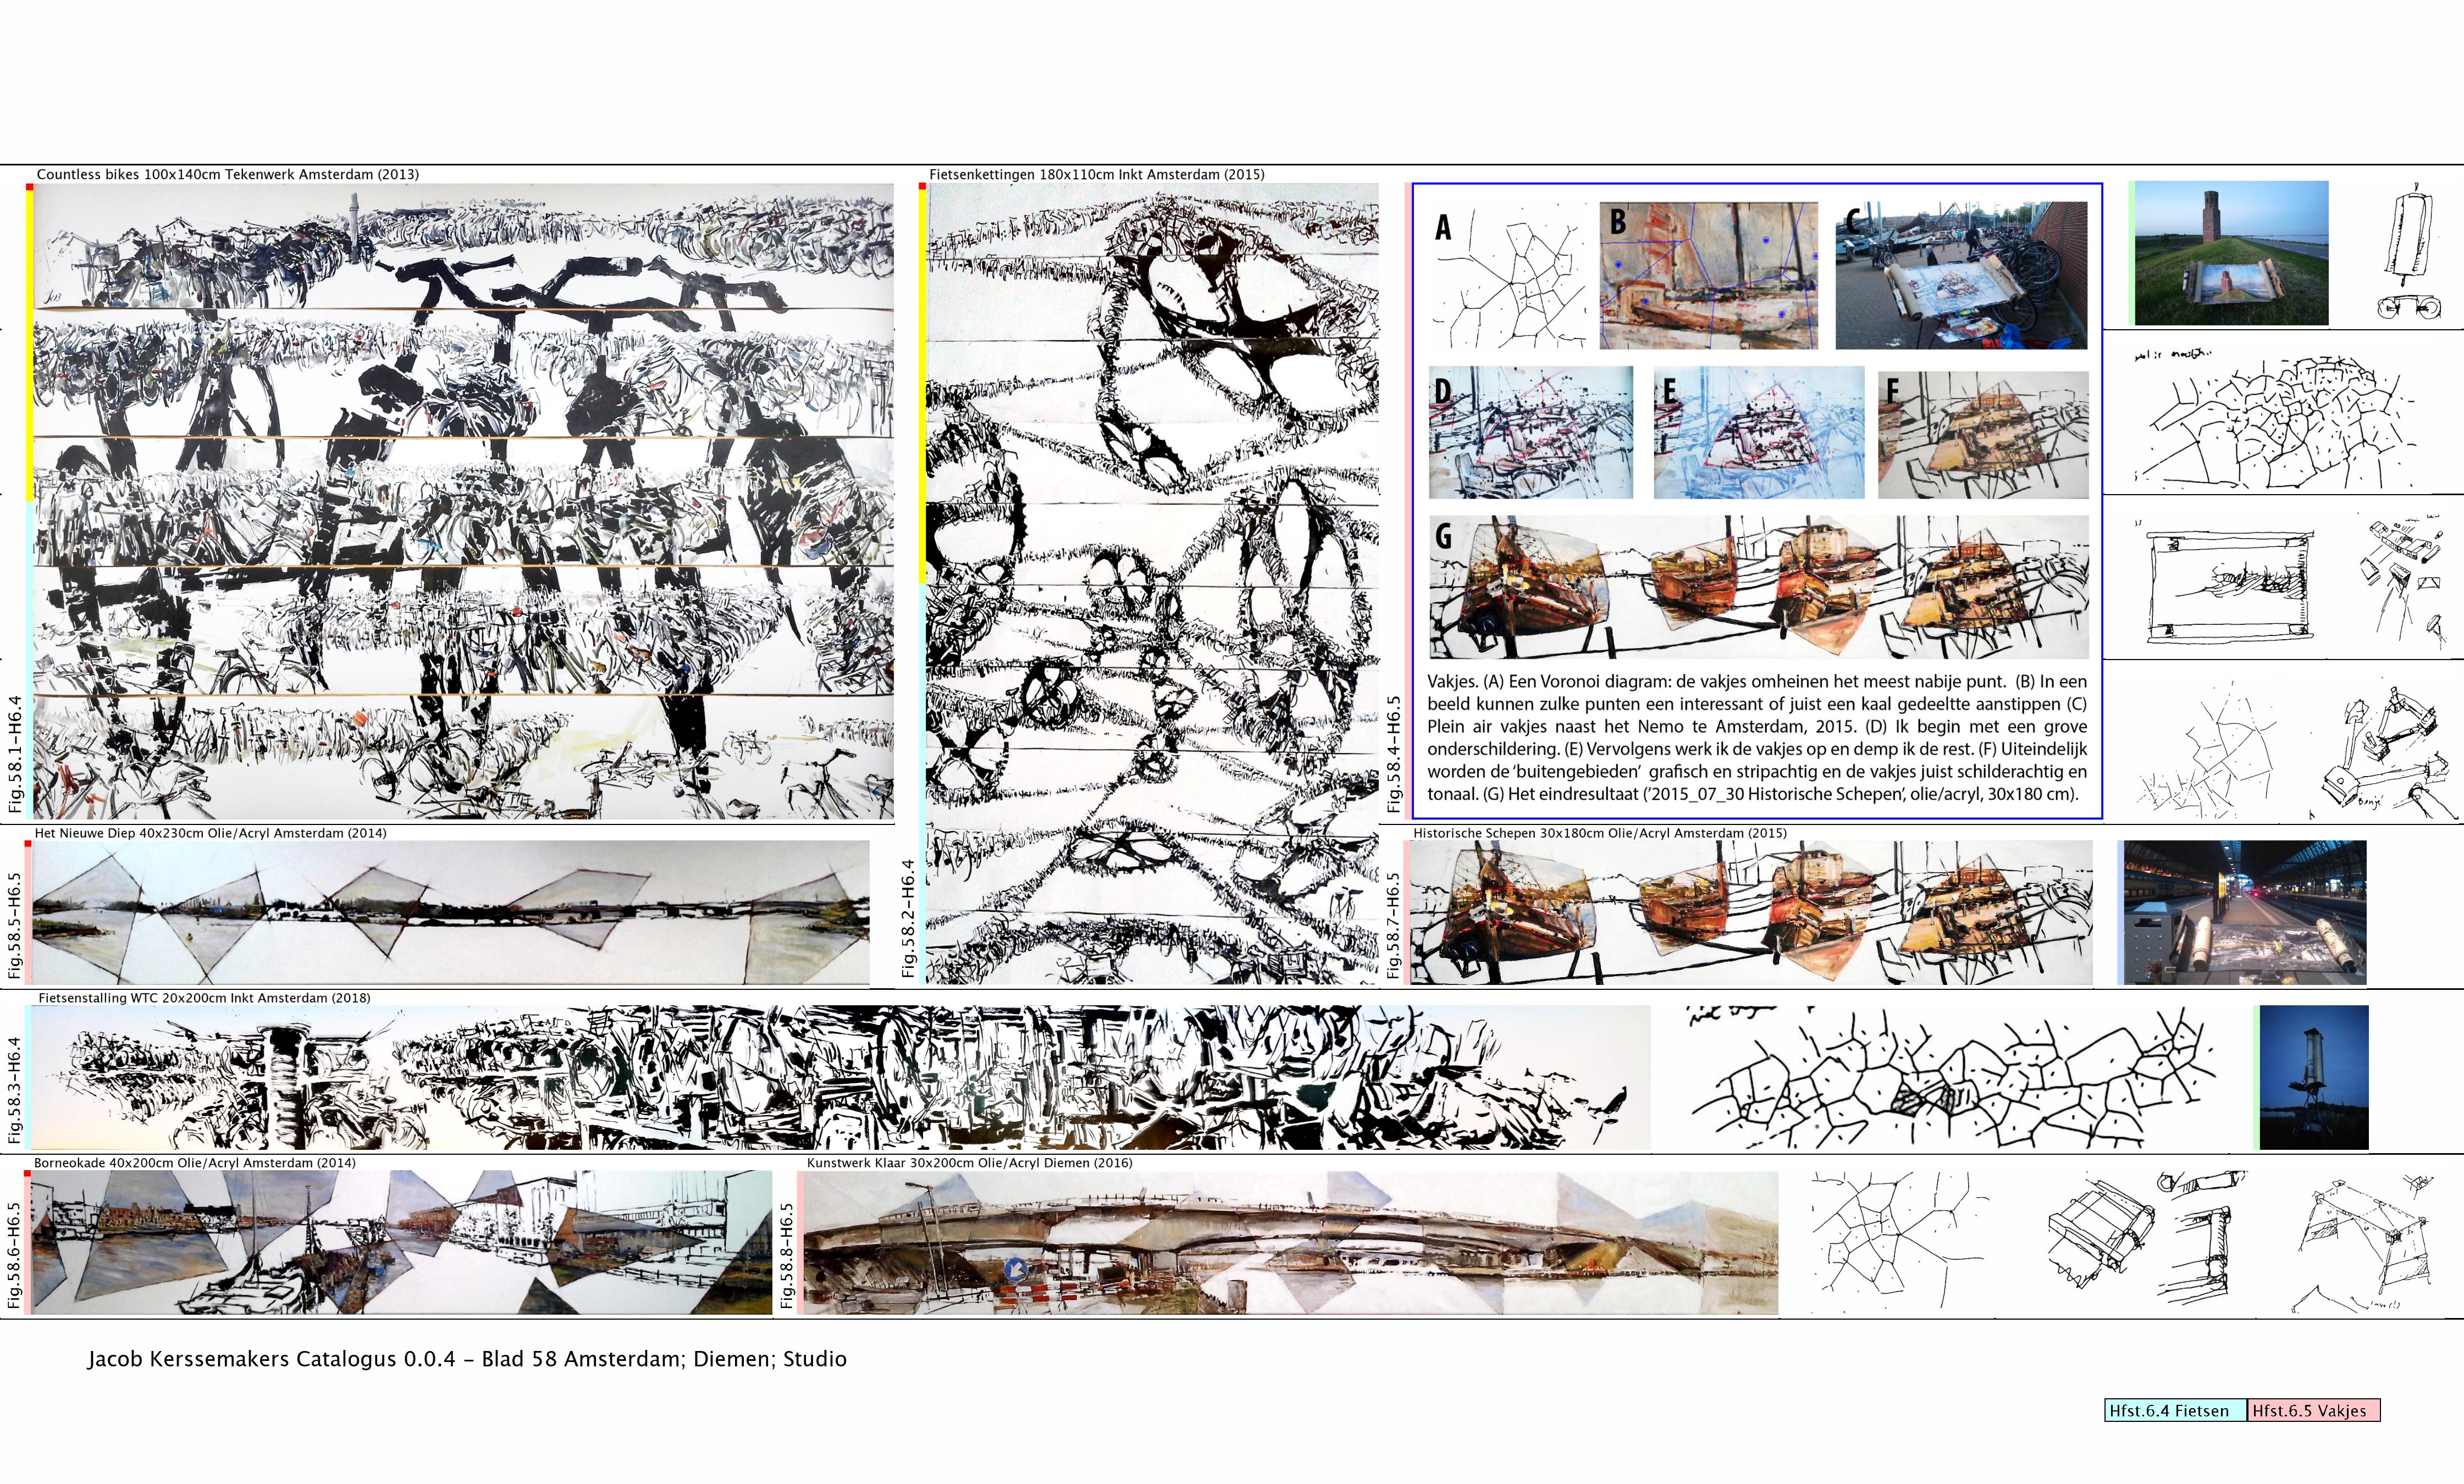 Countless bikes 100x140cm Tekenwerk Amsterdam (2013)
Fig.58.1-H6.4
Fietsenkettingen 180x110cm Inkt Amsterdam (2015)
Fig.58.2-H6.4
A
B
C
D
E
F
G
Vakjes. (A) Een Voronoi diagram: de vakjes omheinen het meest nabije punt. (B) In een
beeld kunnen zulke punten een interessant of juist een kaal gedeeltte aanstippen (C)
Plein air vakjes naast het Nemo te Amsterdam, 2015. (D) Ik begin met een grove
onderschildering. (E) Vervolgens werk ik de vakjes op en demp ik de rest. (F) Uiteindelijk
worden de 'buitengebieden' grafisch en stripachtig en de vakjes juist schilderachtig en
tonaal. (G) Het eindresultaat ('2015_07_30 Historische Schepen', olie/acryl, 30x180 cm).
Fig.58.4-H6.5
Het Nieuwe Diep 40x230cm Olie/Acryl Amsterdam (2014)
Fig.58.5-H6.5
Historische Schepen 30x180cm Olie/Acryl Amsterdam (2015)
Fig.58.7-H6.5
Fietsenstalling WTC 20x200cm Inkt Amsterdam (2018)
Fig.58.3-H6.4
Borneokade 40x200cm Olie/Acryl Amsterdam (2014)
Fig.58.6-H6.5
Kunstwerk Klaar 30x200cm Olie/Acryl Diemen (2016)
Fig.58.8-H6.5
Jacob Kerssemakers Catalogus 0.0.4 - Blad 58 Amsterdam; Diemen; Studio
Hfst.6.4 Fietsen
Hfst.6.5 Vakjes